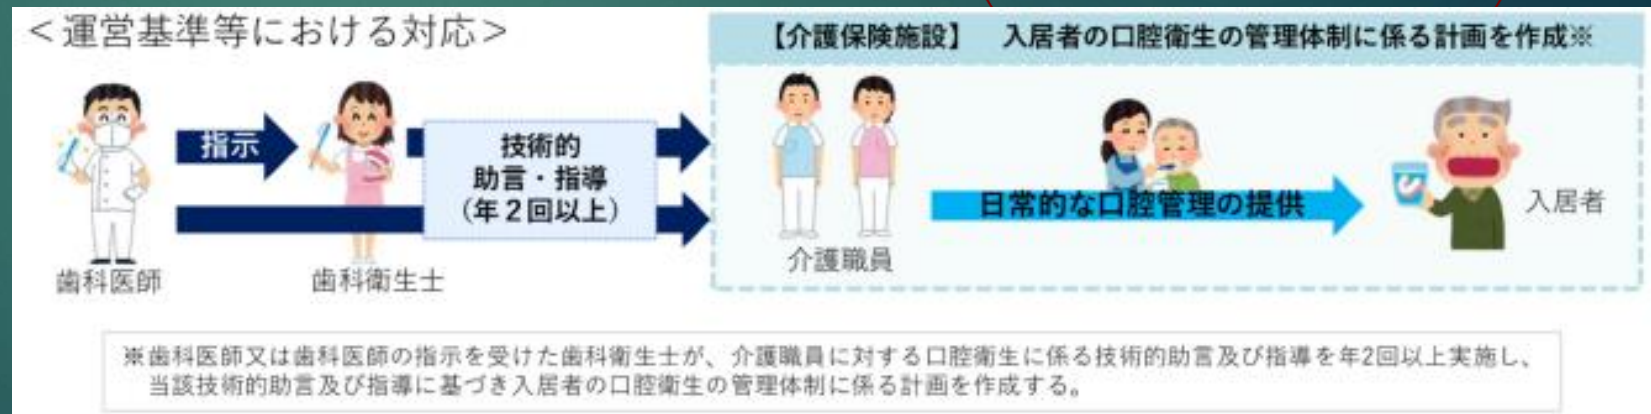 ＜運営基準等における対応＞
【介護保険施設】　入居者の口腔衛生の管理体制に係る計画を作成※
指示
技術的
助言・指導
（年２回以上）
日常的な口腔管理の提供
入居者
介護職員
歯科医師
歯科衛生士
※歯科医師又は歯科医師の指示を受けた歯科衛生士が、介護職員に対する口腔衛生に係る技術的助言及び指導を年2回以上実施し、
当該技術的助言及び指導に基づき入居者の口腔衛生の管理体制に係る計画を作成する。